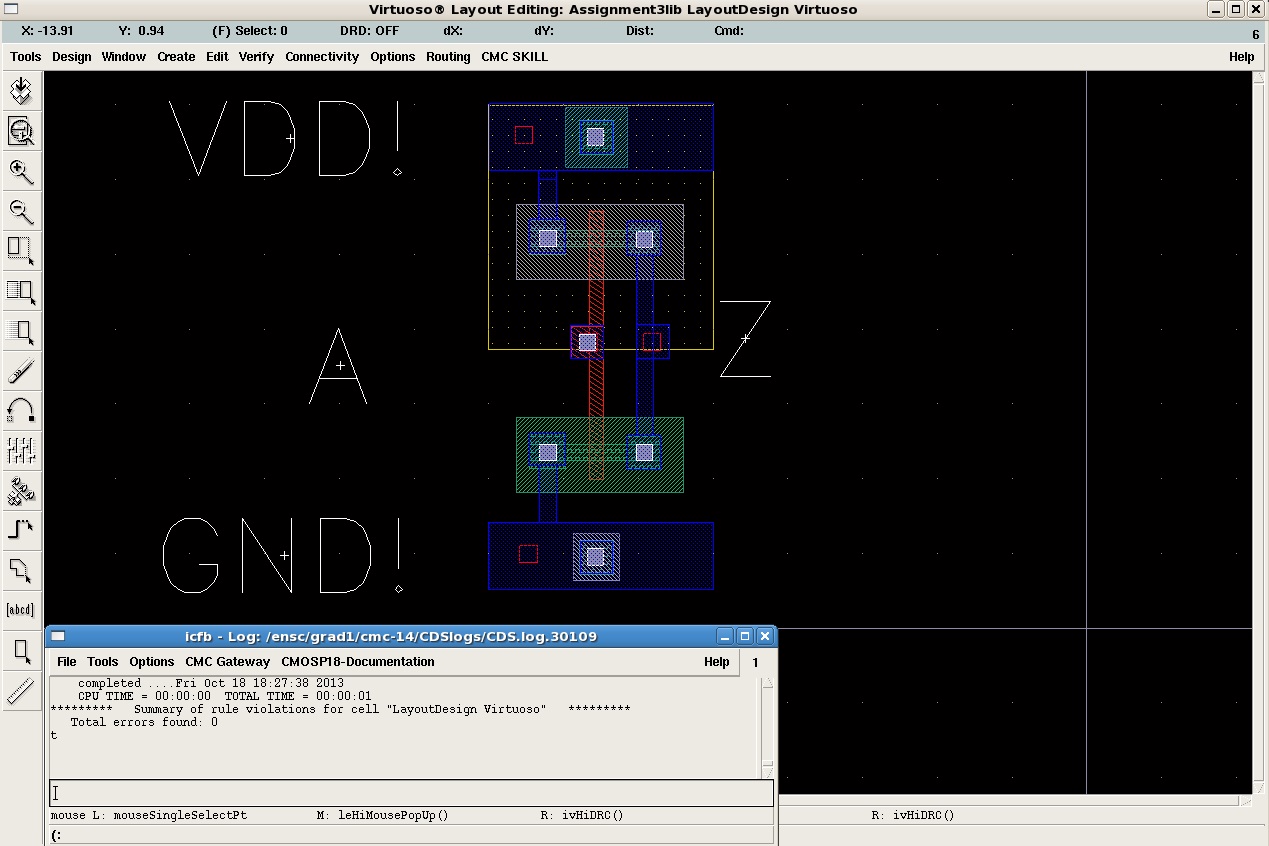 Virtuoso® Layout Editing: Assignment3lib LayoutDesign Virtuoso
X: -13.91 Y: 0.94 (F) Select: 0 DRD: OFF dX: dY: Dist: Cmd: 6
Tools Design Window Create Edit Verify Connectivity Options Routing CMC SKILL Help
VDD!
A
Z
GND!
[abcd]
icfb - Log: /ensc/grad1/cmc-14/CDSlogs/CDS.log.30109
File Tools Options CMC Gateway CMOSP18-Documentation Help 1
completed ....Fri Oct 18 18:27:38 2013
CPU TIME = 00:00:00 TOTAL TIME = 00:00:01
********* Summary of rule violations for cell "LayoutDesign Virtuoso" *********
Total errors found: 0
t
mouse L: mouseSingleSelectPt M: leHiMousePopUp() R: ivHiDRC() R: ivHiDRC()
(: